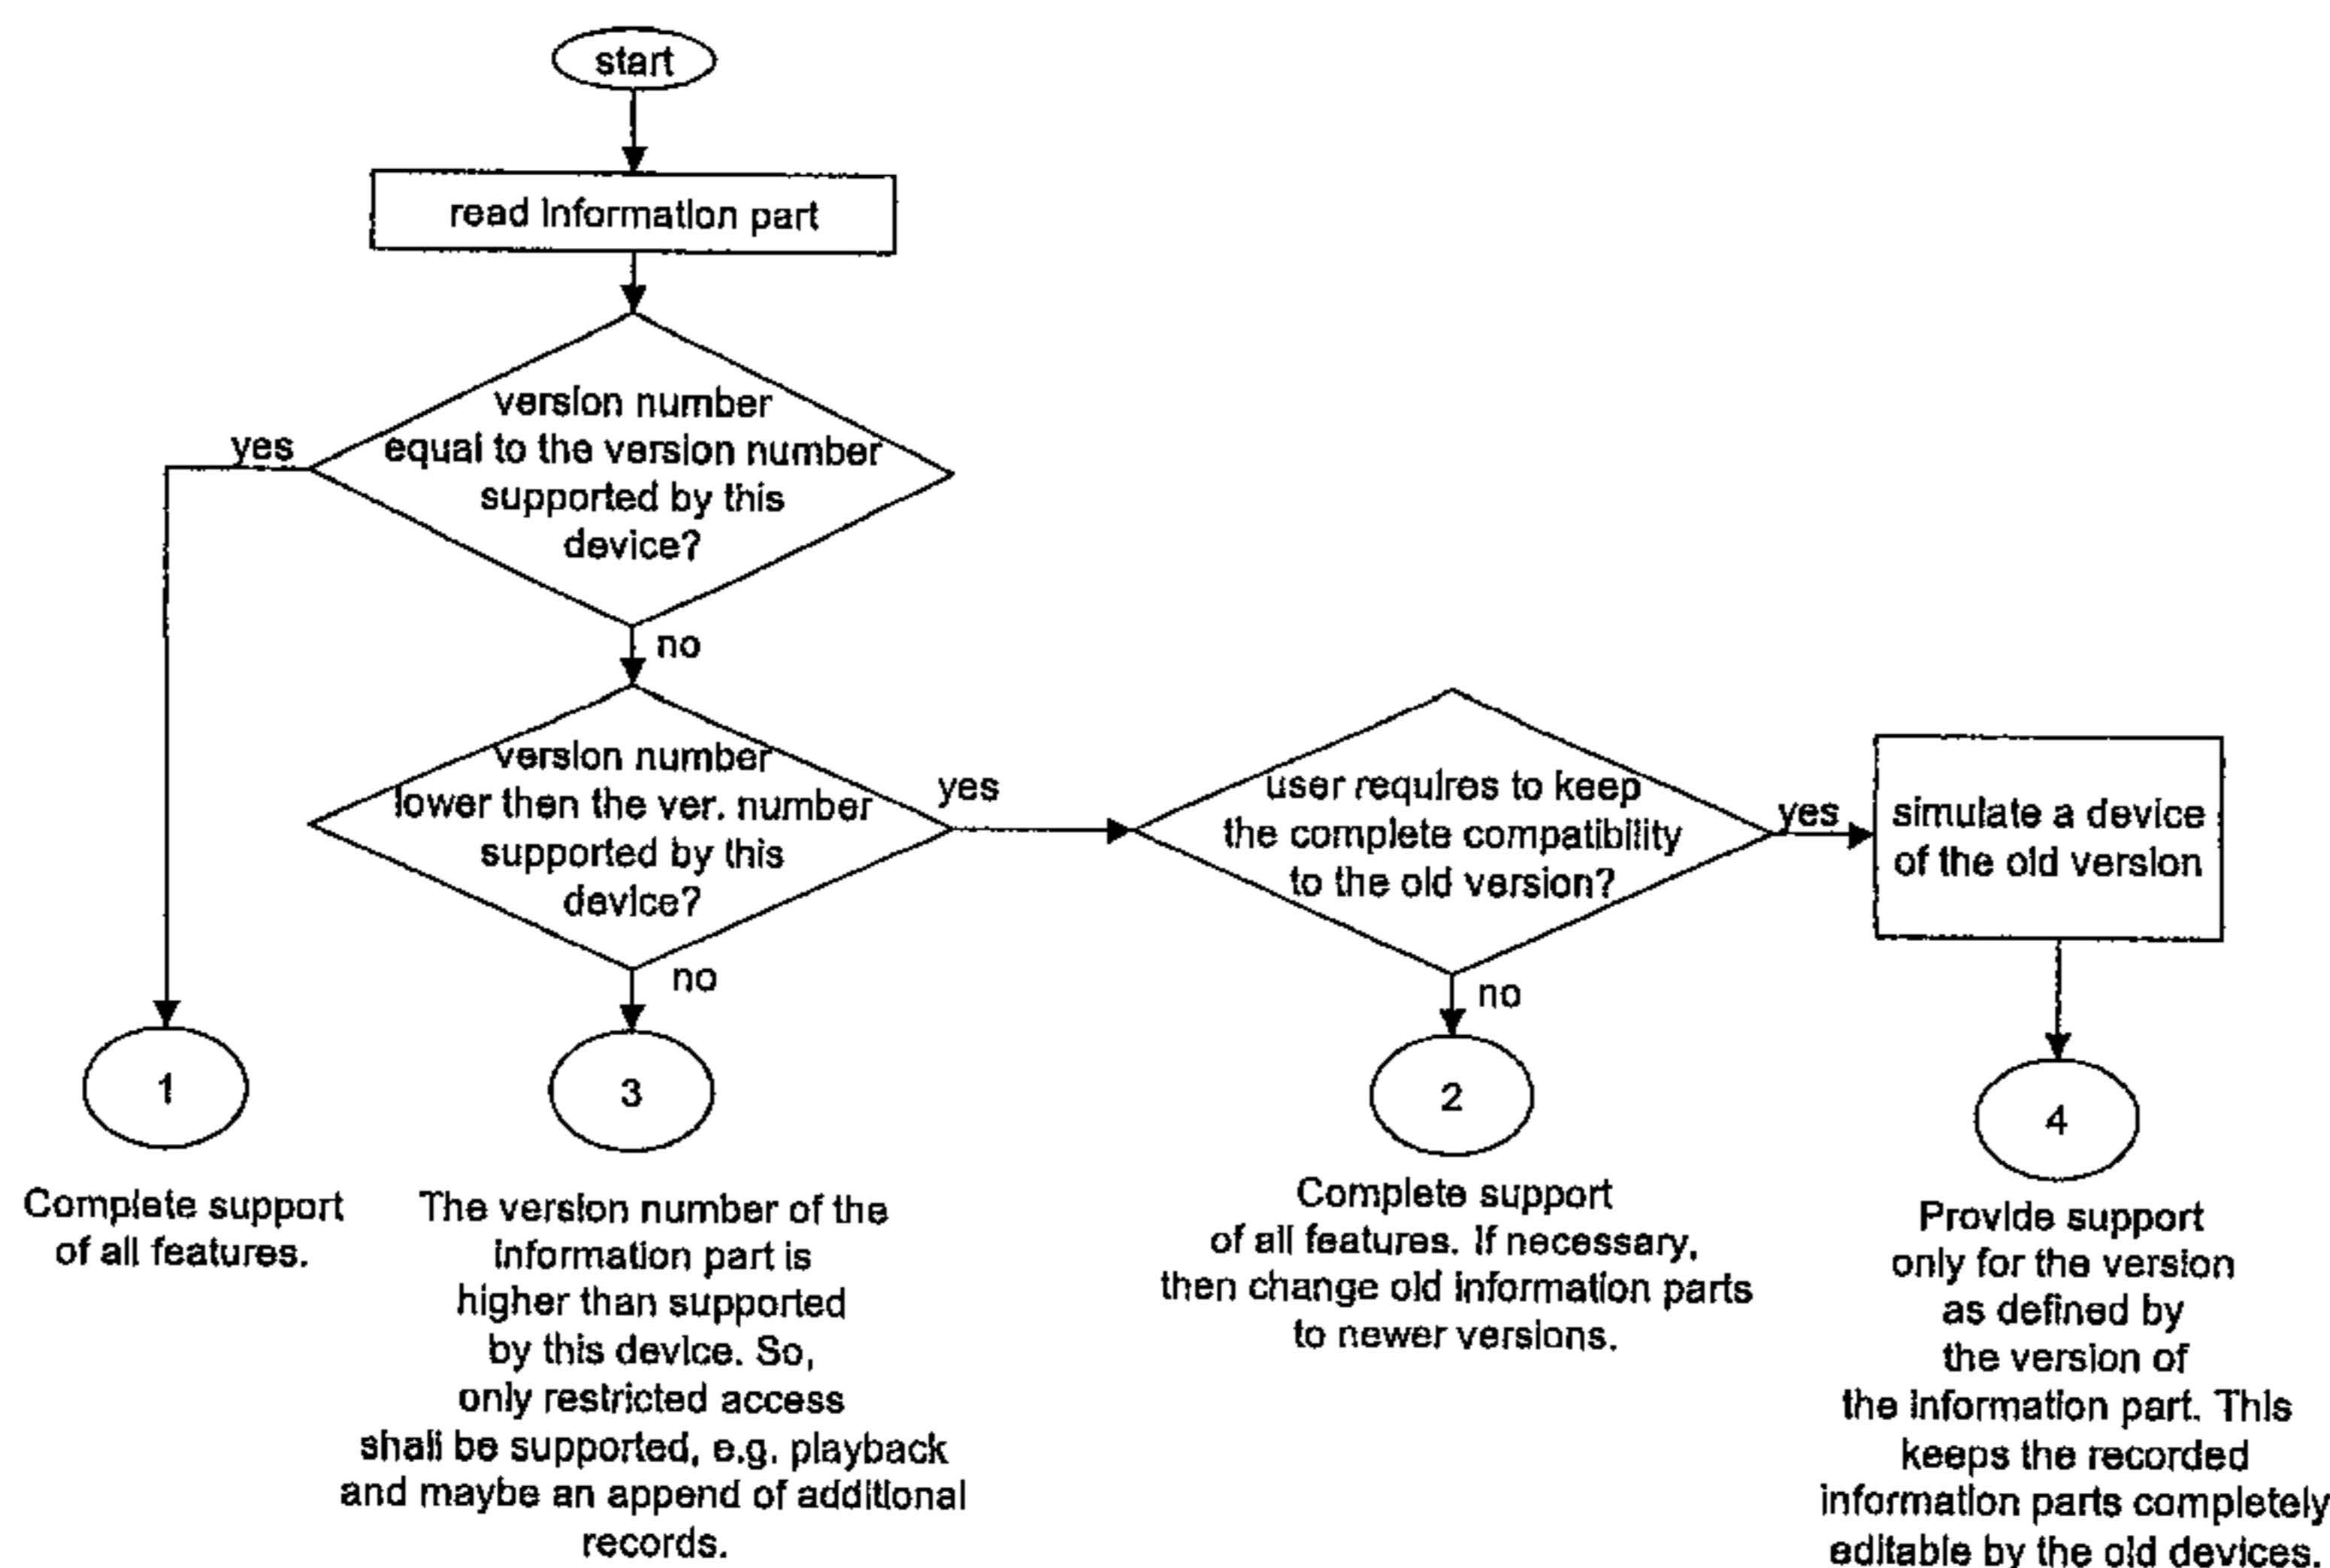 start
read information part
version number
equal to the version number
supported by this
device?
yes
no
version number
lower then the ver. number
supported by this
device?
yes
no
user requires to keep
the complete compatibility
to the old version?
yes
no
simulate a device
of the old version
1
Complete support
of all features.
3
The version number of the
information part is
higher than supported
by this device. So,
only restricted access
shall be supported, e.g. playback
and maybe an append of additional
records.
2
Complete support
of all features. If necessary,
then change old information parts
to newer versions.
4
Provide support
only for the version
as defined by
the version of
the information part. This
keeps the recorded
information parts completely
editable by the old devices.